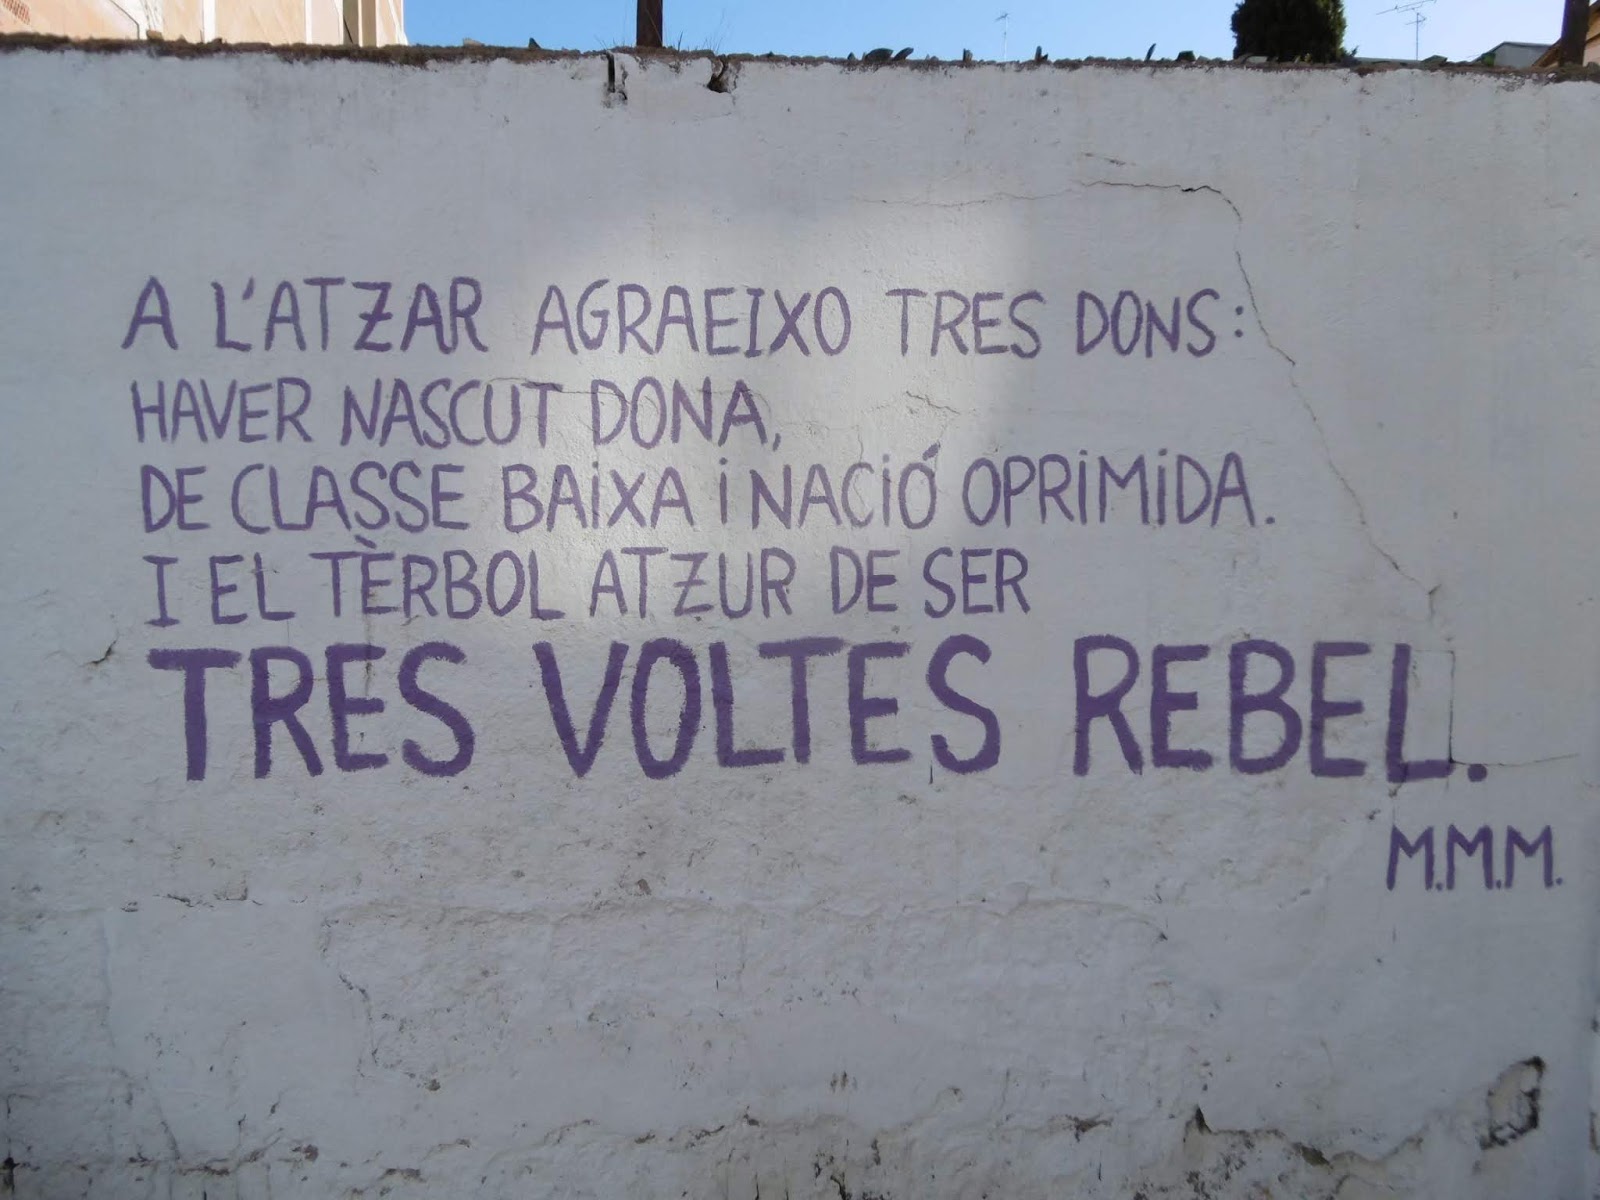 A L'ATZAR AGRAEIXO TRES DONS:
HAVER NASCUT DONA,
DE CLASSE BAIXA I NACIÓ OPRIMIDA.
I EL TÈRBOL ATZUR DE SER
TRES VOLTES REBEL.
M.M.M.